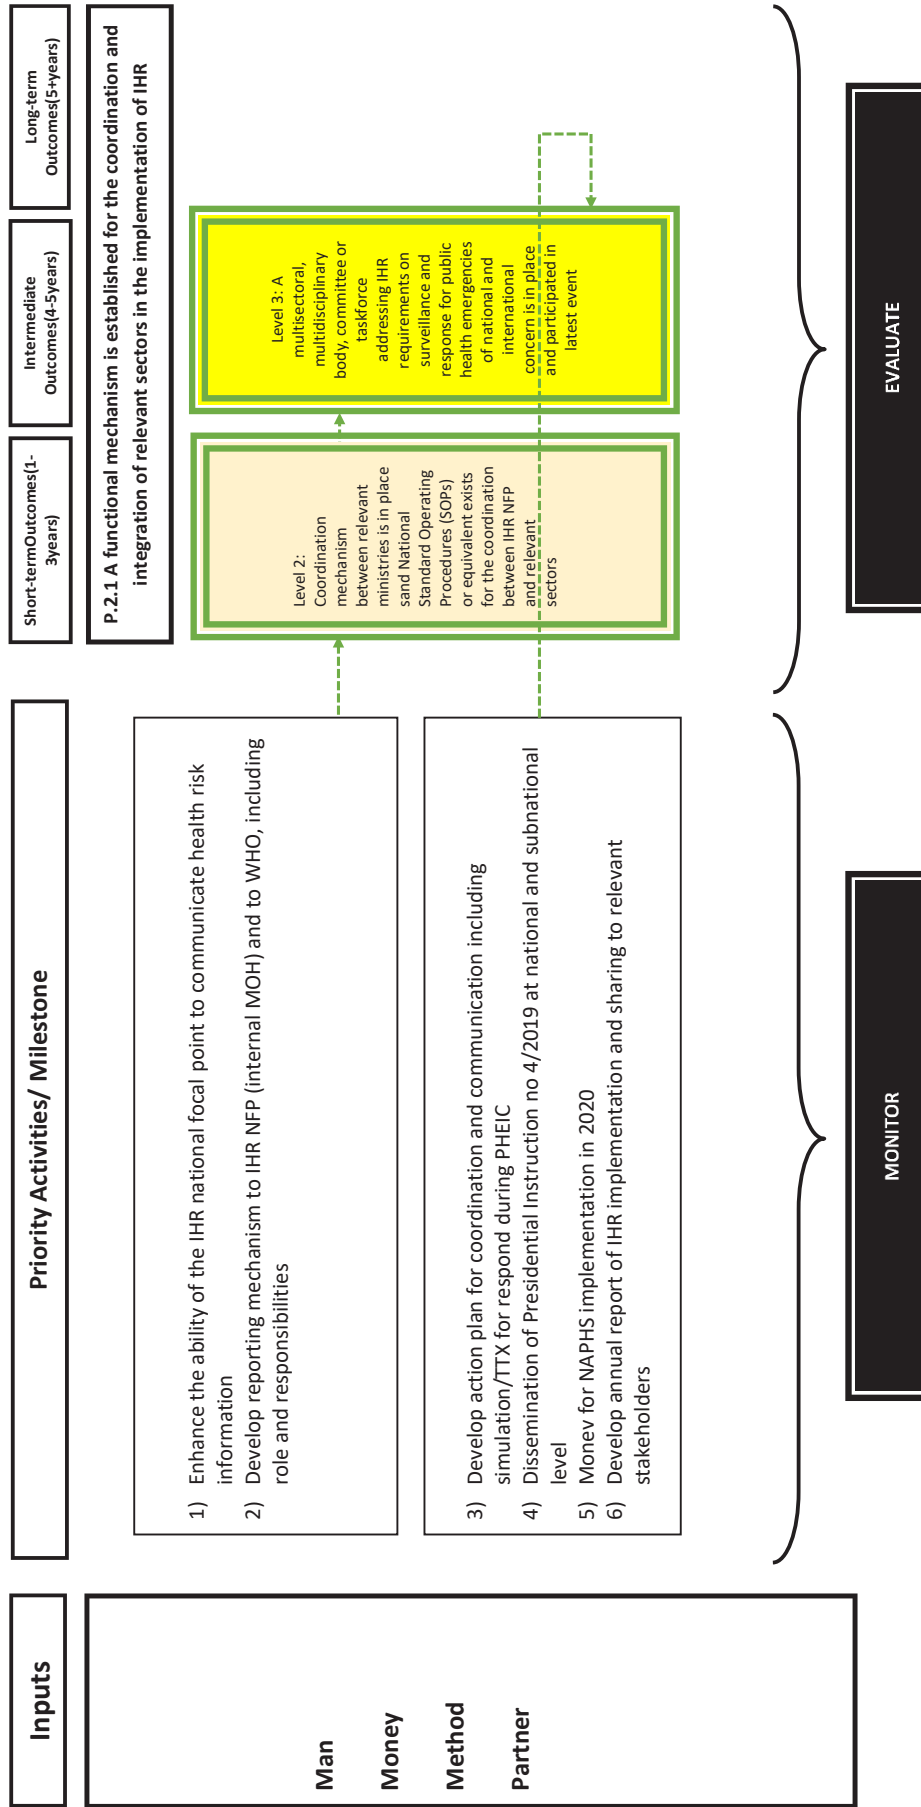 Inputs
Priority Activities/ Milestone
Short-termOutcomes(1-
3years)
Intermediate
Outcomes(4-5years)
Long-term
Outcomes(5+years)
P.2.1 A functional mechanism is established for the coordination and
integration of relevant sectors in the implementation of IHR
Man
Money
Method
Partner
1) Enhance the ability of the IHR national focal point to communicate health risk
information
2) Develop reporting mechanism to IHR NFP (internal MOH) and to WHO, including
role and responsibilities
3) Develop action plan for coordination and communication including
simulation/TTX for respond during PHEIC
4) Dissemination of Presidential Instruction no 4/2019 at national and subnational
level
5) Monev for NAPHS implementation in 2020
6) Develop annual report of IHR implementation and sharing to relevant
stakeholders
Level 2:
Coordination
mechanism
between relevant
ministries is in place
sand National
Standard Operating
Procedures (SOPs)
or equivalent exists
for the coordination
between IHR NFP
and relevant
sectors
Level 3: A
multisectoral,
multidisciplinary
body, committee or
taskforce
addressing IHR
requirements on
surveillance and
response for public
health emergencies
of national and
international
concern is in place
and participated in
latest event
MONITOR
EVALUATE